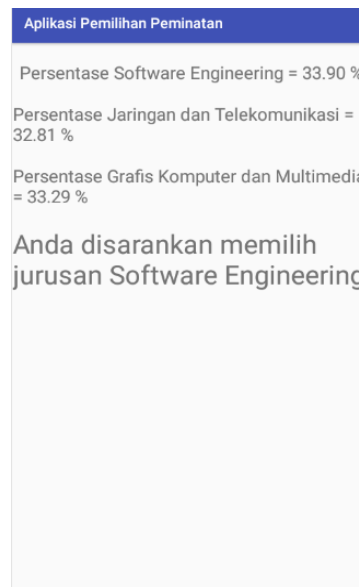 Aplikasi Pemilihan Peminatan
Persentase Software Engineering = 33.90 %
Persentase Jaringan dan Telekomunikasi =
32.81 %
Persentase Grafis Komputer dan Multimedia
= 33.29 %
Anda disarankan memilih
jurusan Software Engineering